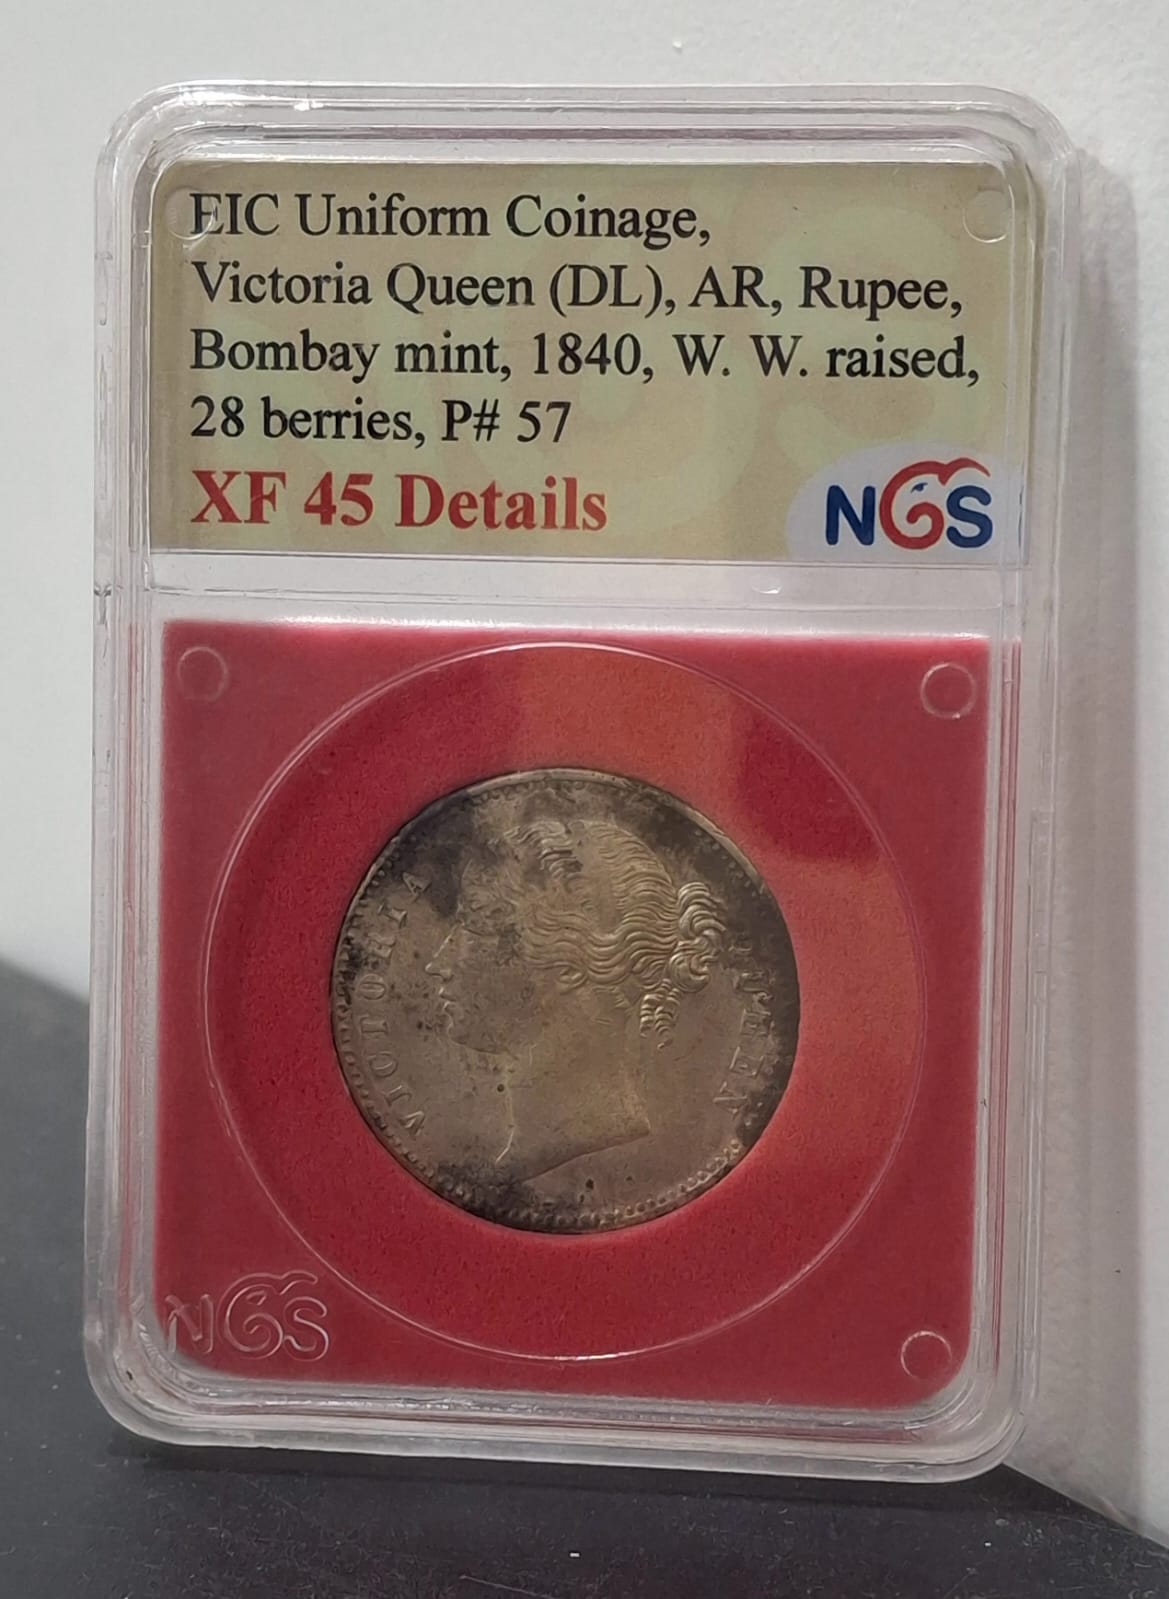 EIC Uniform Coinage,
Victoria Queen (DL), AR, Rupee,
Bombay mint, 1840, W. W. raised,
28 berries, P# 57
XF 45 Details
NGS
VICTORIA
QUEEN
NGS